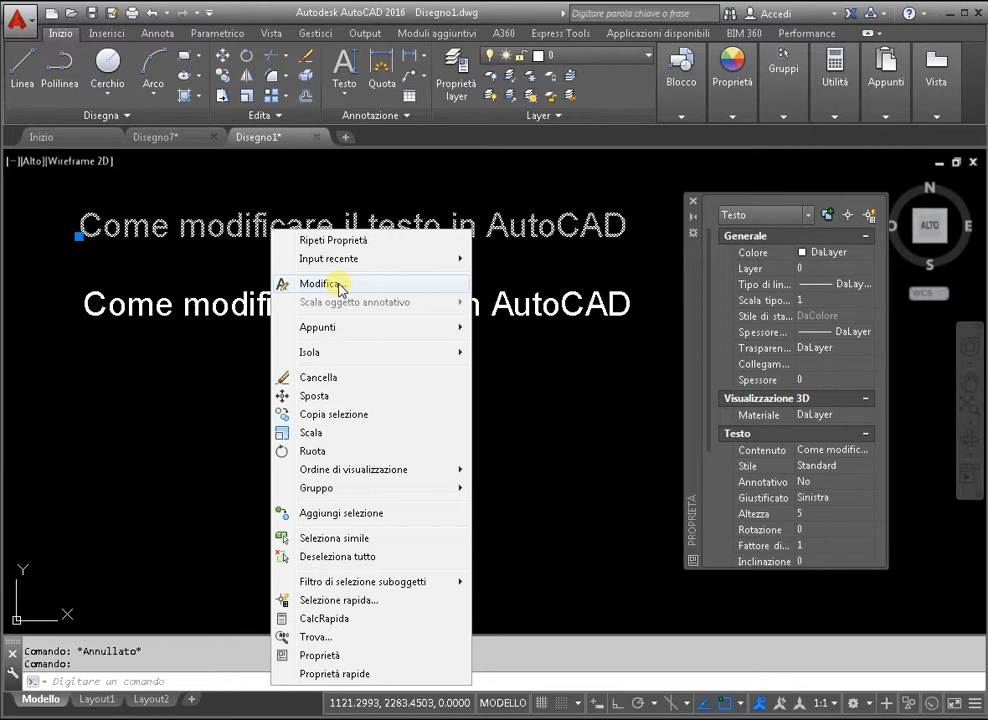 Autodesk AutoCAD 2016 Disegno1.dwg
Digitare parola chiave o frase
Accedi
Inizio Inserisci Annota Parametrico Vista Gestisci Output Moduli aggiuntivi A360 Express Tools Applicazioni disponibili BIM 360 Performance
Linea Polilinea Cerchio Arco Testo Quota Proprietà layer Blocco Proprietà Gruppi Utilità Appunti Vista
0
Disegna Edita Annotazione Layer
Inizio Disegno7* Disegno1*
[−][Alto][Wireframe 2D]
Come modificare il testo in AutoCAD
Come modif
n AutoCAD
Ripeti Proprietà
Input recente
Modifica...
Scala oggetto annotativo
Appunti
Isola
Cancella
Sposta
Copia selezione
Scala
Ruota
Ordine di visualizzazione
Gruppo
Aggiungi selezione
Seleziona simile
Deseleziona tutto
Filtro di selezione suboggetti
Selezione rapida...
CalcRapida
Trova...
Proprietà
Proprietà rapide
Testo
Generale
Colore DaLayer
Layer 0
Tipo di lin... DaLay...
Scala tipo... 1
Stile di sta... DaColore
Spessore... DaLayer
Trasparen... DaLayer
Collegam...
Spessore 0
Visualizzazione 3D
Materiale DaLayer
Testo
Contenuto Come modific...
Stile Standard
Annotativo No
Giustificato Sinistra
Altezza 5
Rotazione 0
Fattore di... 1
Inclinazione 0
PROPRIETÀ
N
O ALTO E
S
WCS
Y
X
Comando: *Annullato*
Comando:
Digitare un comando
Modello Layout1 Layout2
1121.2993, 2283.4503, 0.0000 MODELLO
1:1